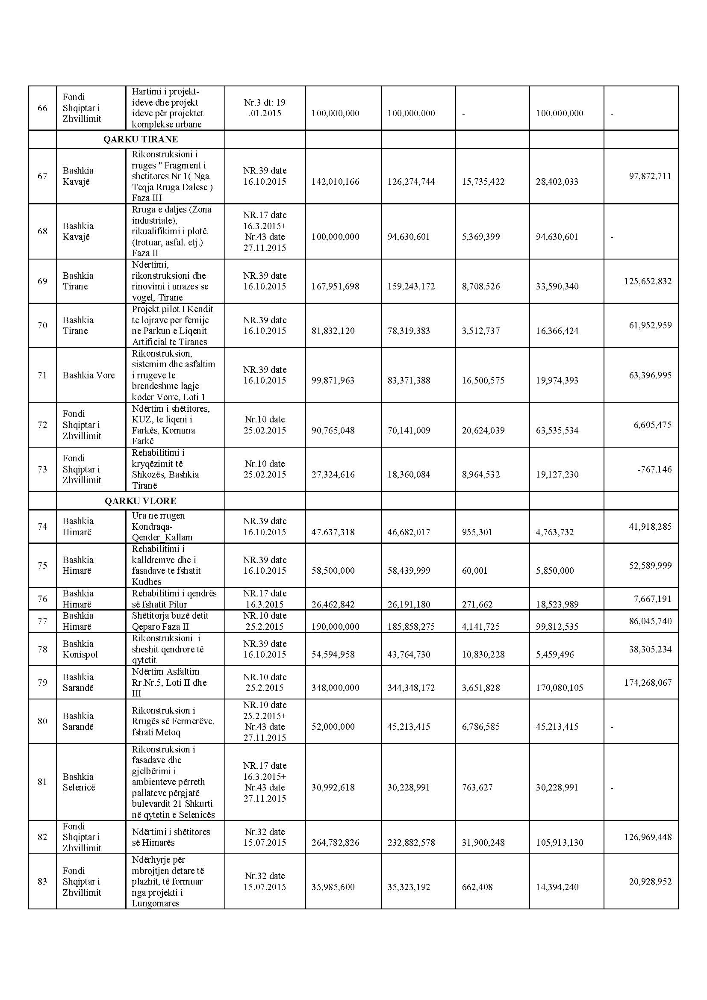 66
Fondi
Shqiptar i
Zhvillimit
Hartimi i projekt-
ideve dhe projekt
ideve për projektet
komplekse urbane
Nr.3 dt: 19
.01.2015
100,000,000
100,000,000
-
100,000,000
-
QARKU TIRANE
67
Bashkia
Kavajë
Rikonstruksioni i
rruges " Fragment i
shetitores Nr 1( Nga
Teqja Rruga Dalese )
Faza III
NR.39 date
16.10.2015
142,010,166
126,274,744
15,735,422
28,402,033
97,872,711
68
Bashkia
Kavajë
Rruga e daljes (Zona
industriale),
rikualifikimi i plotë,
(trotuar, asfal, etj.)
Faza II
NR.17 date
16.3.2015+
Nr.43 date
27.11.2015
100,000,000
94,630,601
5,369,399
94,630,601
-
69
Bashkia
Tirane
Ndertimi,
rikonstruksioni dhe
rinovimi i unazes se
vogel, Tirane
NR.39 date
16.10.2015
167,951,698
159,243,172
8,708,526
33,590,340
125,652,832
70
Bashkia
Tirane
Projekt pilot I Kendit
te lojrave per femije
ne Parkun e Liqenit
Artificial te Tiranes
NR.39 date
16.10.2015
81,832,120
78,319,383
3,512,737
16,366,424
61,952,959
71
Bashkia Vore
Rikonstruksion,
sistemim dhe asfaltim
i rrugeve te
brendeshme lagje
koder Vorre, Loti 1
NR.39 date
16.10.2015
99,871,963
83,371,388
16,500,575
19,974,393
63,396,995
72
Fondi
Shqiptar i
Zhvillimit
Ndërtim i shëtitores,
KUZ, te liqeni i
Farkës, Komuna
Farkë
Nr.10 date
25.02.2015
90,765,048
70,141,009
20,624,039
63,535,534
6,605,475
73
Fondi
Shqiptar i
Zhvillimit
Rehabilitimi i
kryqëzimit të
Shkozës, Bashkia
Tiranë
Nr.10 date
25.02.2015
27,324,616
18,360,084
8,964,532
19,127,230
-767,146
QARKU VLORE
74
Bashkia
Himarë
Ura ne rrugen
Kondraqa-
Qender_Kallam
NR.39 date
16.10.2015
47,637,318
46,682,017
955,301
4,763,732
41,918,285
75
Bashkia
Himarë
Rehabilitimi i
kalldremve dhe i
fasadave te fshatit
Kudhes
NR.39 date
16.10.2015
58,500,000
58,439,999
60,001
5,850,000
52,589,999
76
Bashkia
Himarë
Rehabilitimi i qendrës
së fshatit Pilur
NR.17 date
16.3.2015
26,462,842
26,191,180
271,662
18,523,989
7,667,191
77
Bashkia
Himarë
Shëtitorja buzë detit
Qeparo Faza II
NR.10 date
25.2.2015
190,000,000
185,858,275
4,141,725
99,812,535
86,045,740
78
Bashkia
Konispol
Rikonstruksioni  i
sheshit qendrore të
qytetit
NR.39 date
16.10.2015
54,594,958
43,764,730
10,830,228
5,459,496
38,305,234
79
Bashkia
Sarandë
Ndërtim Asfaltim
Rr.Nr.5, Loti II dhe
III
NR.10 date
25.2.2015
348,000,000
344,348,172
3,651,828
170,080,105
174,268,067
80
Bashkia
Sarandë
Rikonstruksion i
Rrugës së Fermerëve,
fshati Metoq
NR.10 date
25.2.2015+
Nr.43 date
27.11.2015
52,000,000
45,213,415
6,786,585
45,213,415
-
81
Bashkia
Selenicë
Rikonstruksion i
fasadave dhe
gjelbërimi i
ambienteve përreth
pallateve përgjatë
bulevardit 21 Shkurti
në qytetin e Selenicës
NR.17 date
16.3.2015+
Nr.43 date
27.11.2015
30,992,618
30,228,991
763,627
30,228,991
-
82
Fondi
Shqiptar i
Zhvillimit
Ndërtimi i shëtitores
së Himarës
Nr.32 date
15.07.2015
264,782,826
232,882,578
31,900,248
105,913,130
126,969,448
83
Fondi
Shqiptar i
Zhvillimit
Ndërhyrje për
mbrojtjen detare të
plazhit, të formuar
nga projekti i
Lungomares
Nr.32 date
15.07.2015
35,985,600
35,323,192
662,408
14,394,240
20,928,952